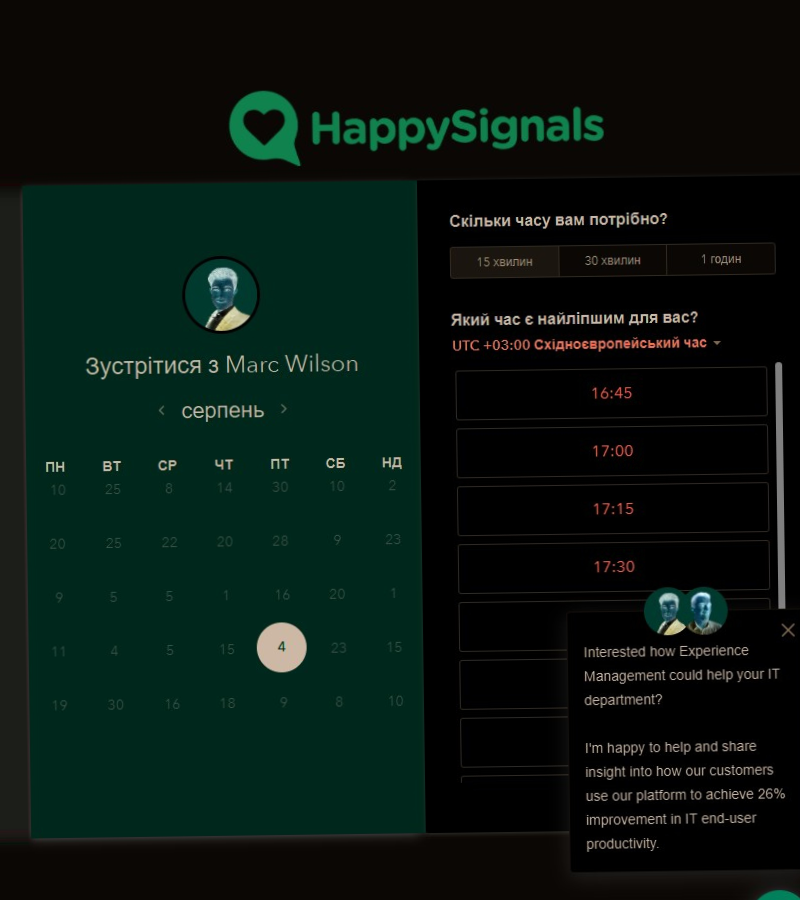 HappySignals
Зустрітися з Marc Wilson
серпень
ПН ВТ СР ЧТ ПТ СБ НД
10 25 8 14 30 10 2
20 25 22 20 28 9 23
9 5 5 1 16 20 1
11 4 5 15 4 23 15
19 30 16 18 9 8 10
Скільки часу вам потрібно?
15 хвилин 30 хвилин 1 годин
Який час є найліпшим для вас?
UTC +03:00 Східноєвропейський час
16:45
17:00
17:15
17:30
Interested how Experience
Management could help your IT
department?
I'm happy to help and share
insight into how our customers
use our platform to achieve 26%
improvement in IT end-user
productivity.